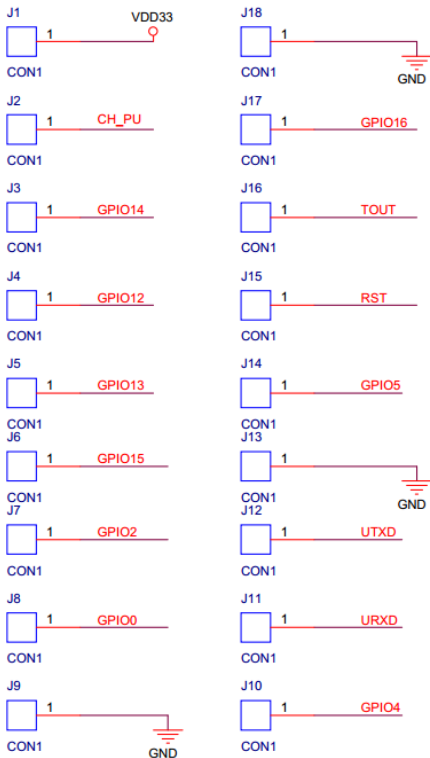 J1
VDD33
1
CON1
J2
1
CH_PU
CON1
J3
1
GPIO14
CON1
J4
1
GPIO12
CON1
J5
1
GPIO13
CON1
J6
1
GPIO15
CON1
J7
1
GPIO2
CON1
J8
1
GPIO0
CON1
J9
1
CON1
GND
J18
1
CON1
GND
J17
1
GPIO16
CON1
J16
1
TOUT
CON1
J15
1
RST
CON1
J14
1
GPIO5
CON1
J13
1
CON1
GND
J12
1
UTXD
CON1
J11
1
URXD
CON1
J10
1
GPIO4
CON1